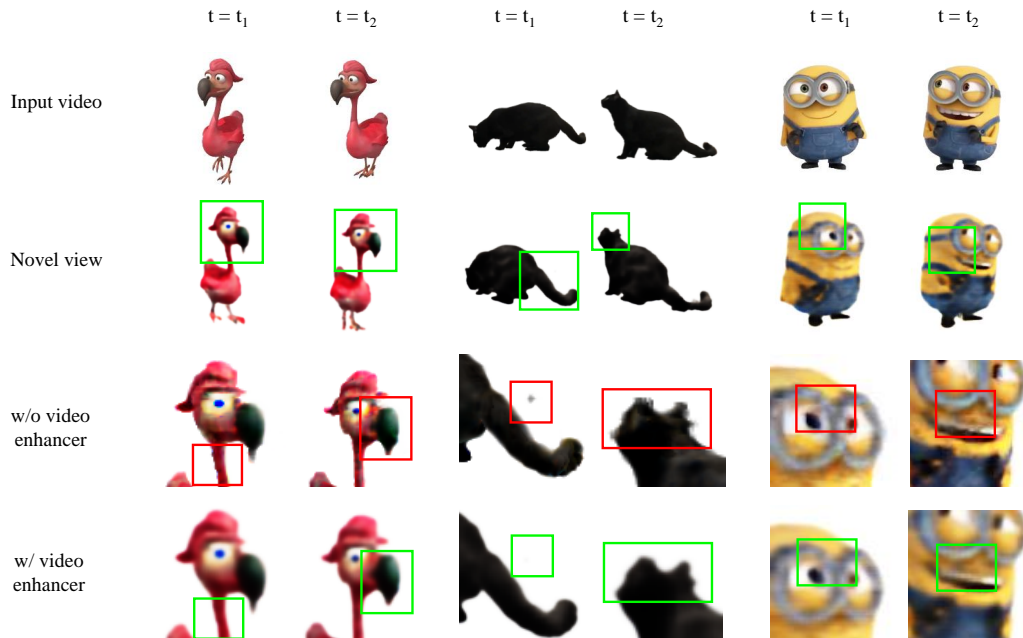 t = t1 t = t2 t = t1 t = t2 t = t1 t = t2
Input video
Novel view
w/o video
enhancer
w/ video
enhancer